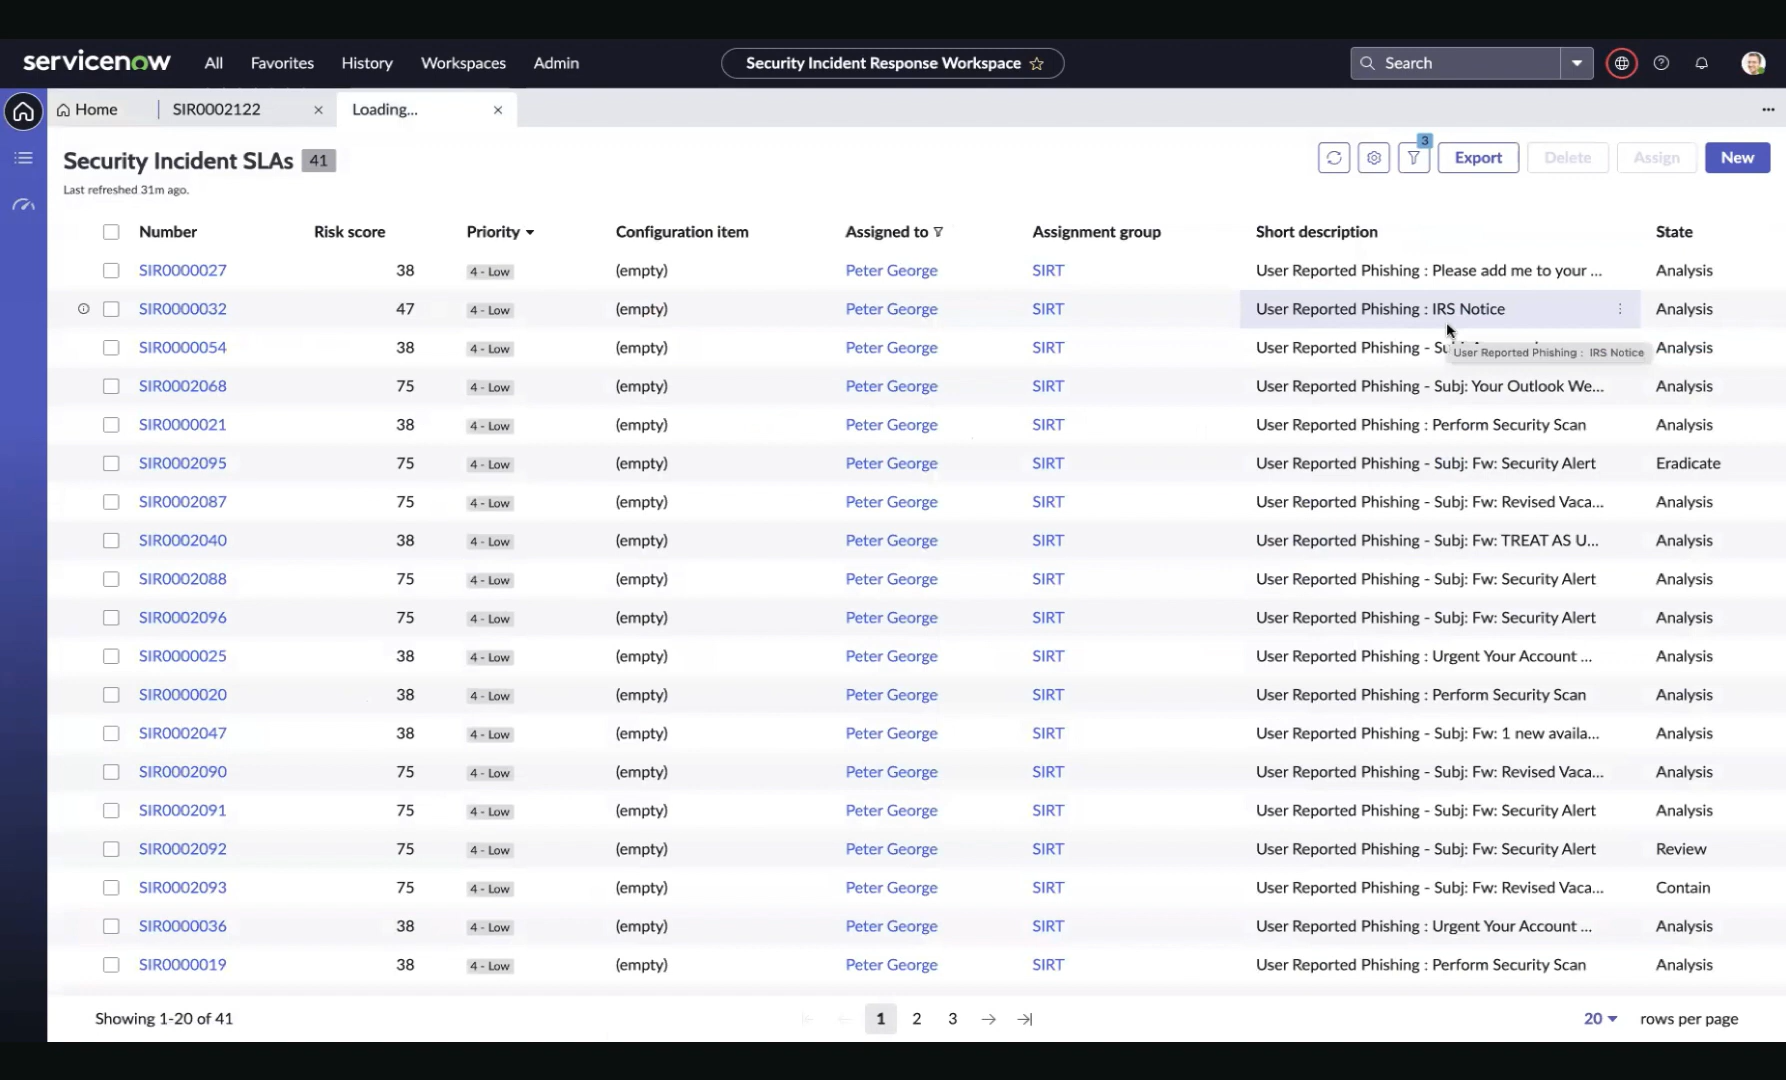 servicenow All Favorites History Workspaces Admin Security Incident Response Workspace Search
Home SIR0002122 Loading...
3
Security Incident SLAs 41 Export Delete Assign New
Last refreshed 31m ago.
Number Risk score Priority Configuration item Assigned to Assignment group Short description State
SIR0000027 38 4 - Low (empty) Peter George SIRT User Reported Phishing : Please add me to your ... Analysis
SIR0000032 47 4 - Low (empty) Peter George SIRT User Reported Phishing : IRS Notice Analysis
SIR0000054 38 4 - Low (empty) Peter George SIRT User Reported Phishing - Analysis
User Reported Phishing : IRS Notice
SIR0002068 75 4 - Low (empty) Peter George SIRT User Reported Phishing - Subj: Your Outlook We... Analysis
SIR0000021 38 4 - Low (empty) Peter George SIRT User Reported Phishing : Perform Security Scan Analysis
SIR0002095 75 4 - Low (empty) Peter George SIRT User Reported Phishing - Subj: Fw: Security Alert Eradicate
SIR0002087 75 4 - Low (empty) Peter George SIRT User Reported Phishing - Subj: Fw: Revised Vaca... Analysis
SIR0002040 38 4 - Low (empty) Peter George SIRT User Reported Phishing - Subj: Fw: TREAT AS U... Analysis
SIR0002088 75 4 - Low (empty) Peter George SIRT User Reported Phishing - Subj: Fw: Security Alert Analysis
SIR0002096 75 4 - Low (empty) Peter George SIRT User Reported Phishing - Subj: Fw: Security Alert Analysis
SIR0000025 38 4 - Low (empty) Peter George SIRT User Reported Phishing : Urgent Your Account ... Analysis
SIR0000020 38 4 - Low (empty) Peter George SIRT User Reported Phishing : Perform Security Scan Analysis
SIR0002047 38 4 - Low (empty) Peter George SIRT User Reported Phishing - Subj: Fw: 1 new availa... Analysis
SIR0002090 75 4 - Low (empty) Peter George SIRT User Reported Phishing - Subj: Fw: Revised Vaca... Analysis
SIR0002091 75 4 - Low (empty) Peter George SIRT User Reported Phishing - Subj: Fw: Security Alert Analysis
SIR0002092 75 4 - Low (empty) Peter George SIRT User Reported Phishing - Subj: Fw: Security Alert Review
SIR0002093 75 4 - Low (empty) Peter George SIRT User Reported Phishing - Subj: Fw: Revised Vaca... Contain
SIR0000036 38 4 - Low (empty) Peter George SIRT User Reported Phishing : Urgent Your Account ... Analysis
SIR0000019 38 4 - Low (empty) Peter George SIRT User Reported Phishing : Perform Security Scan Analysis
Showing 1-20 of 41 1 2 3 20 rows per page